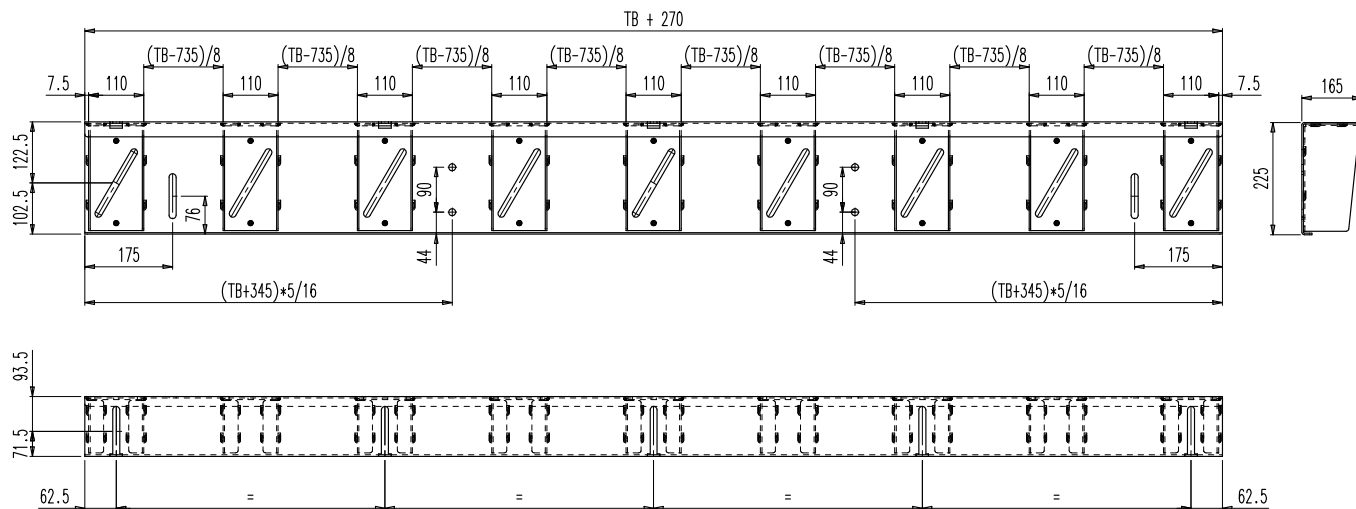 TB + 270
(TB-735)/8 (TB-735)/8 (TB-735)/8 (TB-735)/8 (TB-735)/8 (TB-735)/8 (TB-735)/8 (TB-735)/8
7.5 110 110 110 110 110 110 110 110 110 7.5 165
122.5
102.5
76
90
44
90
44
225
175 175
(TB+345)*5/16 (TB+345)*5/16
93.5
71.5
62.5 = = = = 62.5